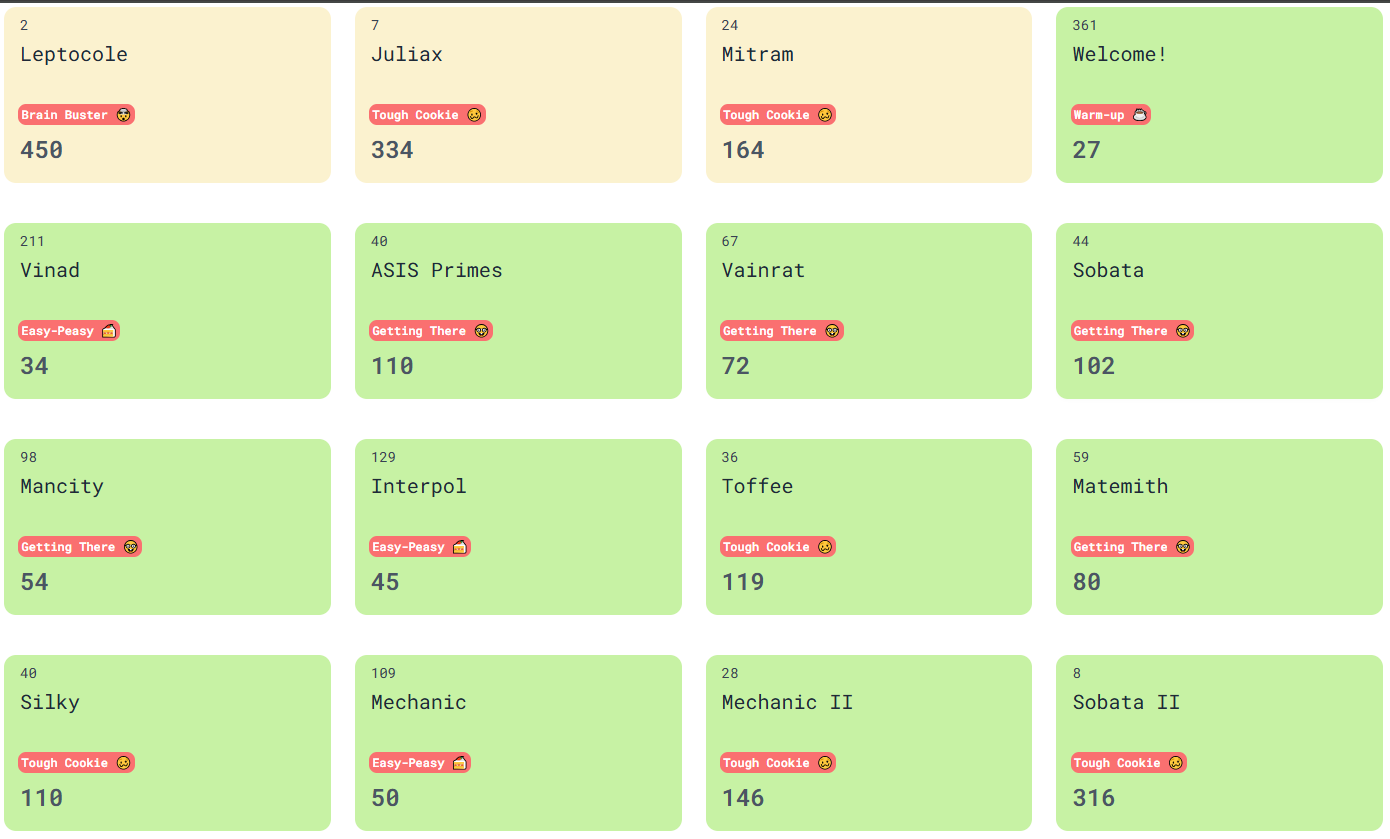 2
Leptocole
Brain Buster
450
7
Juliax
Tough Cookie
334
24
Mitram
Tough Cookie
164
361
Welcome!
Warm-up
27
211
Vinad
Easy-Peasy
34
40
ASIS Primes
Getting There
110
67
Vainrat
Getting There
72
44
Sobata
Getting There
102
98
Mancity
Getting There
54
129
Interpol
Easy-Peasy
45
36
Toffee
Tough Cookie
119
59
Matemith
Getting There
80
40
Silky
Tough Cookie
110
109
Mechanic
Easy-Peasy
50
28
Mechanic II
Tough Cookie
146
8
Sobata II
Tough Cookie
316